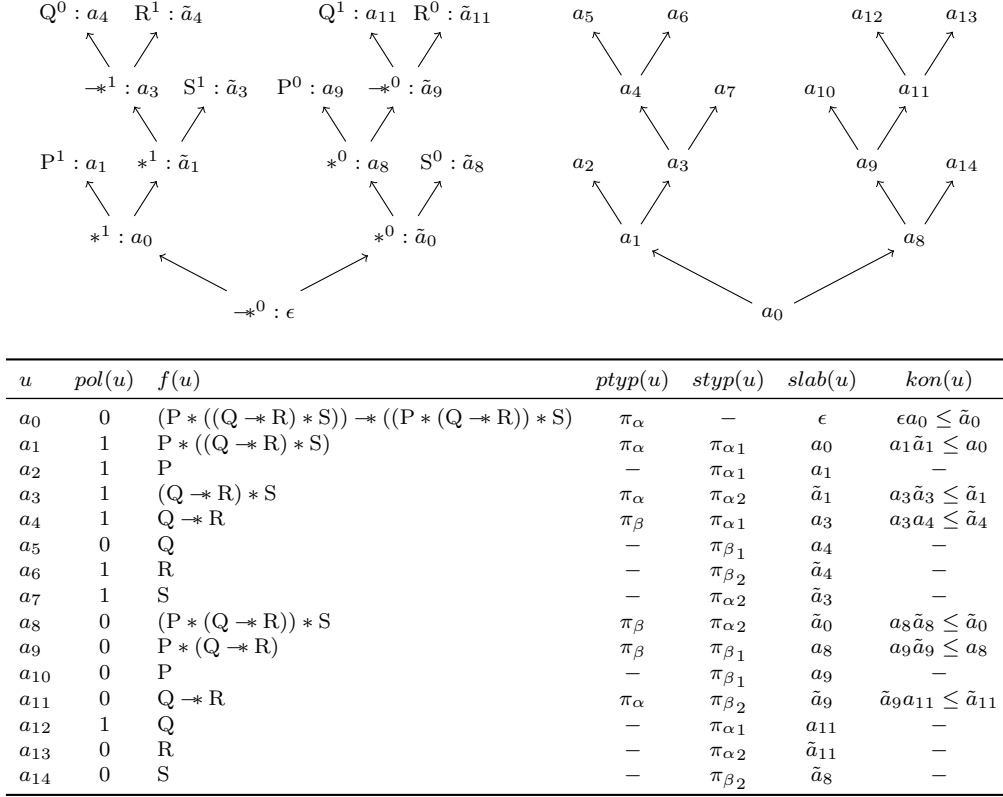 Q⁰ : a₄ R¹ : ã₄ Q¹ : a₁₁ R⁰ : ã₁₁ a₅ a₆ a₁₂ a₁₃
−∗¹ : a₃ S¹ : ã₃ P⁰ : a₉ −∗⁰ : ã₉ a₄ a₇ a₁₀ a₁₁
P¹ : a₁ ∗¹ : ã₁ ∗⁰ : a₈ S⁰ : ã₈ a₂ a₃ a₉ a₁₄
∗¹ : a₀ ∗⁰ : ã₀ a₁ a₈
−∗⁰ : ϵ a₀
u pol(u) f(u) ptyp(u) styp(u) slab(u) kon(u)
a₀ 0 (P ∗ ((Q −∗ R) ∗ S)) −∗ ((P ∗ (Q −∗ R)) ∗ S) π_α − ϵ ϵa₀ ≤ ã₀
a₁ 1 P ∗ ((Q −∗ R) ∗ S) π_α π_α₁ a₀ a₁ã₁ ≤ a₀
a₂ 1 P − π_α₁ a₁ −
a₃ 1 (Q −∗ R) ∗ S π_α π_α₂ ã₁ a₃ã₃ ≤ ã₁
a₄ 1 Q −∗ R π_β π_α₁ a₃ a₃a₄ ≤ ã₄
a₅ 0 Q − π_β₁ a₄ −
a₆ 1 R − π_β₂ ã₄ −
a₇ 1 S − π_α₂ ã₃ −
a₈ 0 (P ∗ (Q −∗ R)) ∗ S π_β π_α₂ ã₀ a₈ã₈ ≤ ã₀
a₉ 0 P ∗ (Q −∗ R) π_β π_β₁ a₈ a₉ã₉ ≤ a₈
a₁₀ 0 P − π_β₁ a₉ −
a₁₁ 0 Q −∗ R π_α π_β₂ ã₉ ã₉a₁₁ ≤ ã₁₁
a₁₂ 1 Q − π_α₁ a₁₁ −
a₁₃ 0 R − π_α₂ ã₁₁ −
a₁₄ 0 S − π_β₂ ã₈ −